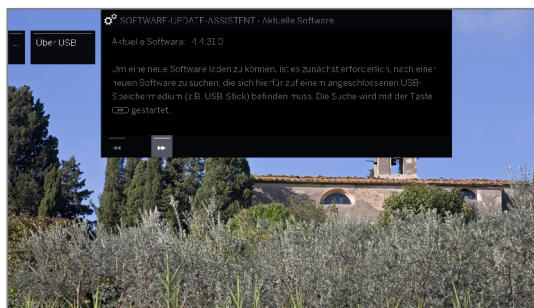 SOFTWARE-UPDATE-ASSISTENT - Aktuelle Software
... Über USB
Aktuelle Software: 4.4.31.0
Um eine neue Software laden zu können, ist es zunächst erforderlich, nach einer
neuen Software zu suchen, die sich hierfür auf einem angeschlossenen USB-
Speichermedium (z.B. USB Stick) befinden muss. Die Suche wird mit der Taste
gestartet.